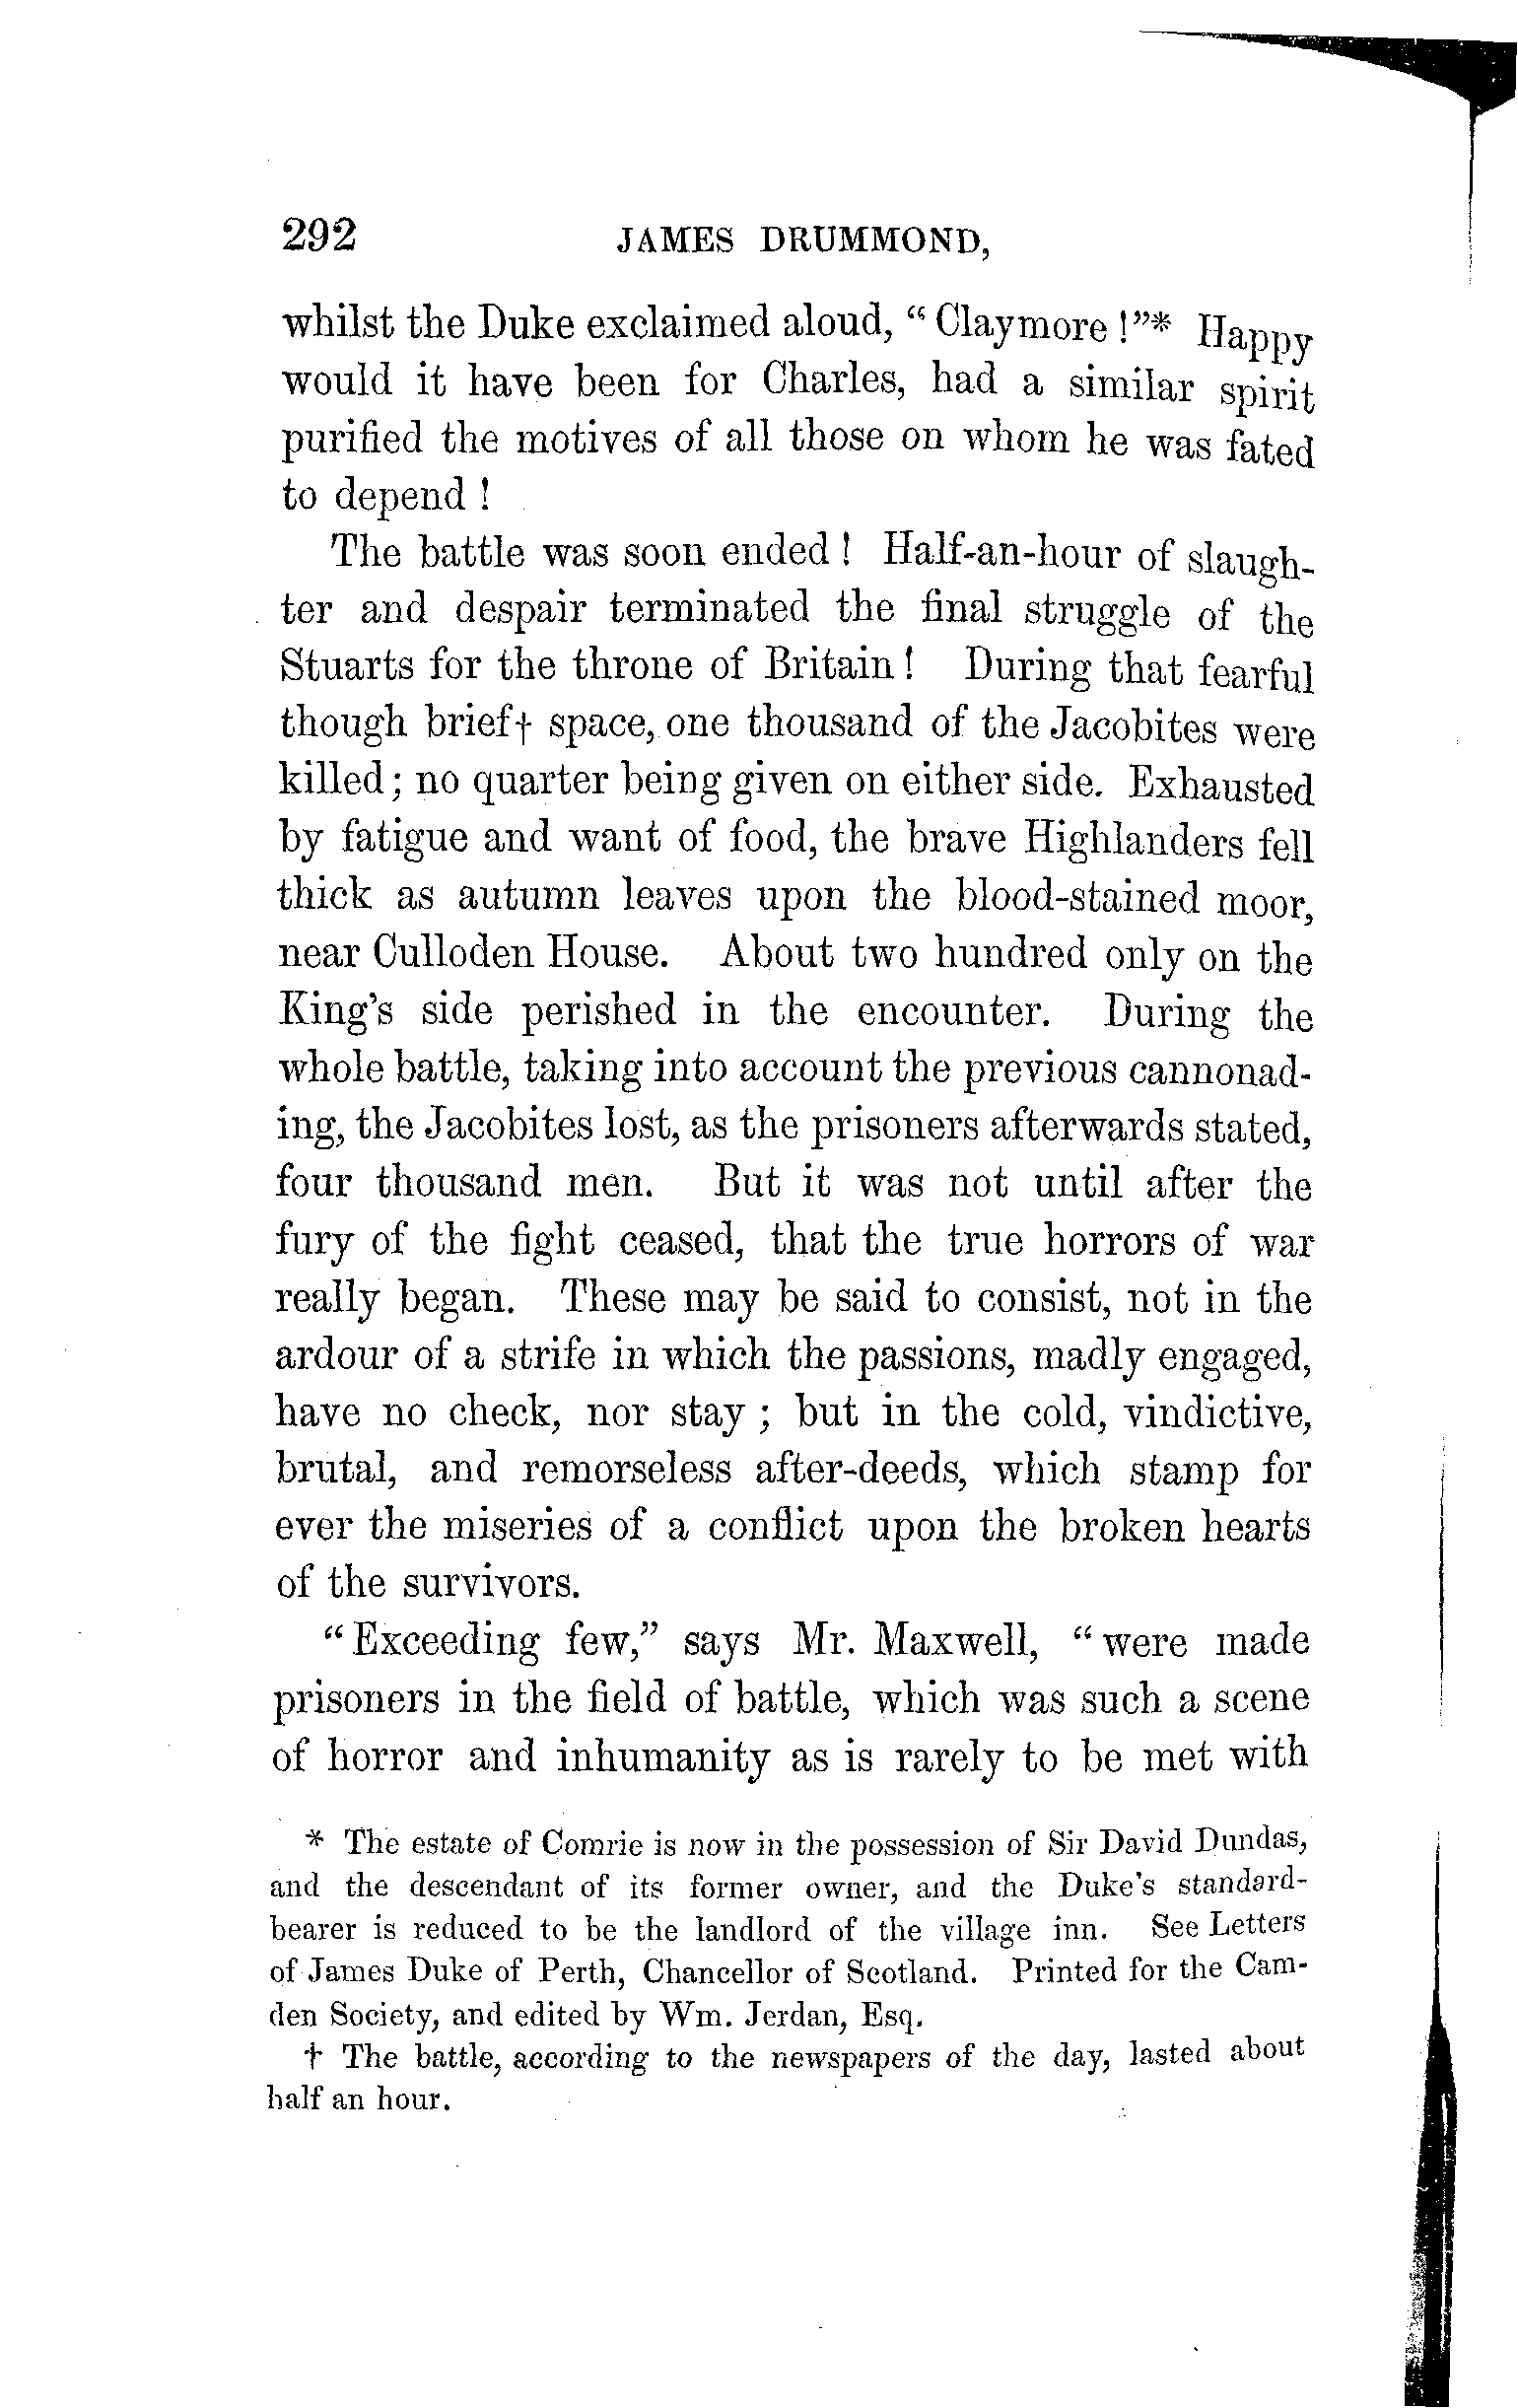 292 JAMES DRUMMOND,
whilst the Duke exclaimed aloud, “ Claymore !”* Happy
would it have been for Charles, had a similar spirit
purified the motives of all those on whom he was fated
to depend !
The battle was soon ended ! Half-an-hour of slaugh-
ter and despair terminated the final struggle of the
Stuarts for the throne of Britain ! During that fearful
though brief† space, one thousand of the Jacobites were
killed ; no quarter being given on either side. Exhausted
by fatigue and want of food, the brave Highlanders fell
thick as autumn leaves upon the blood-stained moor,
near Culloden House. About two hundred only on the
King's side perished in the encounter. During the
whole battle, taking into account the previous cannonad-
ing, the Jacobites lost, as the prisoners afterwards stated,
four thousand men. But it was not until after the
fury of the fight ceased, that the true horrors of war
really began. These may be said to consist, not in the
ardour of a strife in which the passions, madly engaged,
have no check, nor stay ; but in the cold, vindictive,
brutal, and remorseless after-deeds, which stamp for
ever the miseries of a conflict upon the broken hearts
of the survivors.
“ Exceeding few,” says Mr. Maxwell, “ were made
prisoners in the field of battle, which was such a scene
of horror and inhumanity as is rarely to be met with
* The estate of Comrie is now in the possession of Sir David Dundas,
and the descendant of its former owner, and the Duke's standard-
bearer is reduced to be the landlord of the village inn. See Letters
of James Duke of Perth, Chancellor of Scotland. Printed for the Cam-
den Society, and edited by Wm. Jerdan, Esq.
† The battle, according to the newspapers of the day, lasted about
half an hour.